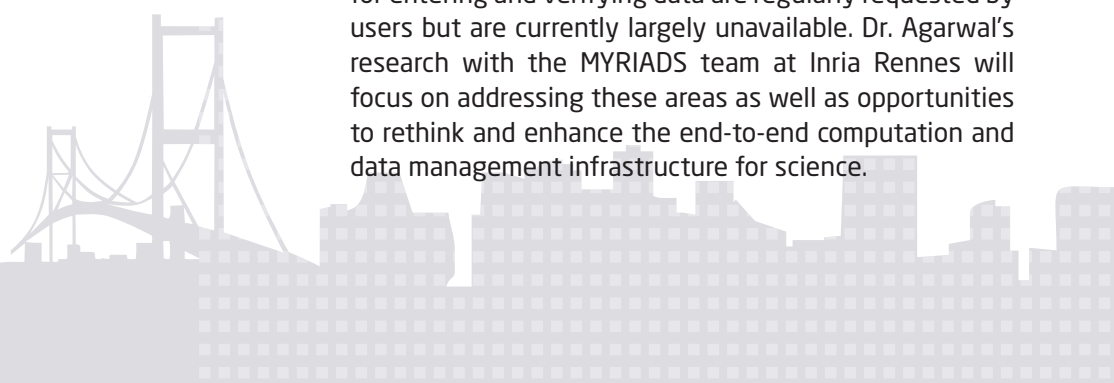 for entering and verifying data are regularly requested by
users but are currently largely unavailable. Dr. Agarwal's
research with the MYRIADS team at Inria Rennes will
focus on addressing these areas as well as opportunities
to rethink and enhance the end-to-end computation and
data management infrastructure for science.